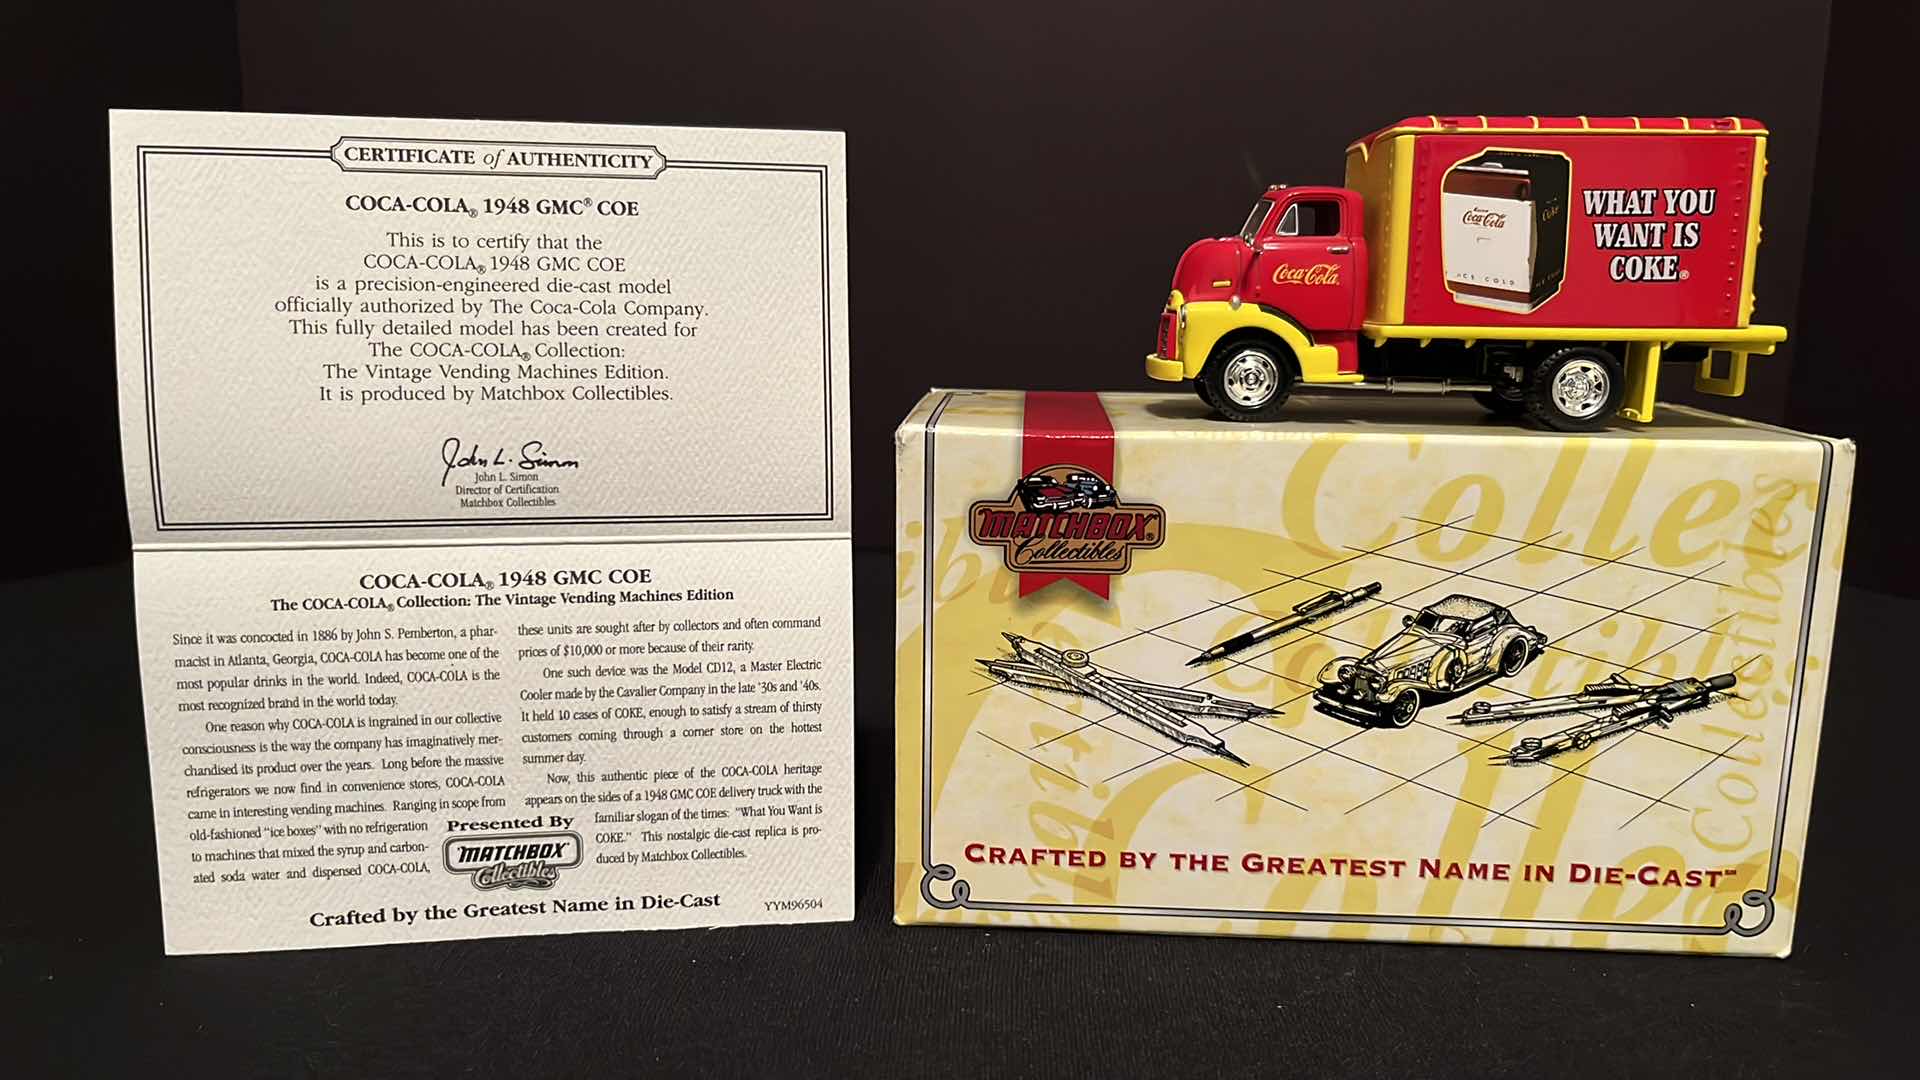 CERTIFICATE of AUTHENTICITY
COCA-COLA® 1948 GMC® COE
This is to certify that the
COCA-COLA® 1948 GMC COE
is a precision-engineered die-cast model
officially authorized by The Coca-Cola Company.
This fully detailed model has been created for
The COCA-COLA® Collection:
The Vintage Vending Machines Edition.
It is produced by Matchbox Collectibles.
John L. Simon
John L. Simon
Director of Certification
Matchbox Collectibles
COCA-COLA® 1948 GMC COE
The COCA-COLA® Collection: The Vintage Vending Machines Edition
Since it was concocted in 1886 by John S. Pemberton, a phar-
macist in Atlanta, Georgia, COCA-COLA has become one of the
most popular drinks in the world. Indeed, COCA-COLA is the
most recognized brand in the world today.
One reason why COCA-COLA is ingrained in our collective
consciousness is the way the company has imaginatively mer-
chandised its product over the years. Long before the massive
refrigerators we now find in convenience stores, COCA-COLA
came in interesting vending machines. Ranging in scope from
old-fashioned "ice boxes" with no refrigeration
to machines that mixed the syrup and carbon-
ated soda water and dispensed COCA-COLA,
these units are sought after by collectors and often command
prices of $10,000 or more because of their rarity.
One such device was the Model CD12, a Master Electric
Cooler made by the Cavalier Company in the late '30s and '40s.
It held 10 cases of COKE, enough to satisfy a stream of thirsty
customers coming through a corner store on the hottest
summer day.
Now, this authentic piece of the COCA-COLA heritage
appears on the sides of a 1948 GMC COE delivery truck with the
familiar slogan of the times: "What You Want is
COKE." This nostalgic die-cast replica is pro-
duced by Matchbox Collectibles.
Presented By
MATCHBOX
Collectibles
Crafted by the Greatest Name in Die-Cast
YYM96504
Coca-Cola
Coca-Cola
ICE COLD
Coke
WHAT YOU
WANT IS
COKE®
MATCHBOX®
Collectibles
Colle
Collectibles
CRAFTED BY THE GREATEST NAME IN DIE-CAST™